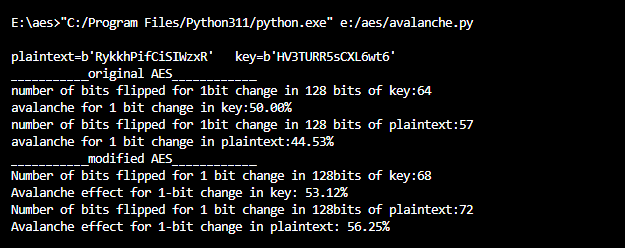 E:\aes>"C:/Program Files/Python311/python.exe" e:/aes/avalanche.py
plaintext=b'RykkhPifCiSIWzxR' key=b'HV3TURR5sCXL6wt6'
___________original AES____________
number of bits flipped for 1bit change in 128 bits of key:64
avalanche for 1 bit change in key:50.00%
number of bits flipped for 1bit change in 128 bits of plaintext:57
avalanche for 1 bit change in plaintext:44.53%
___________modified AES____________
Number of bits flipped for 1 bit change in 128bits of key:68
Avalanche effect for 1-bit change in key: 53.12%
Number of bits flipped for 1 bit change in 128bits of plaintext:72
Avalanche effect for 1-bit change in plaintext: 56.25%